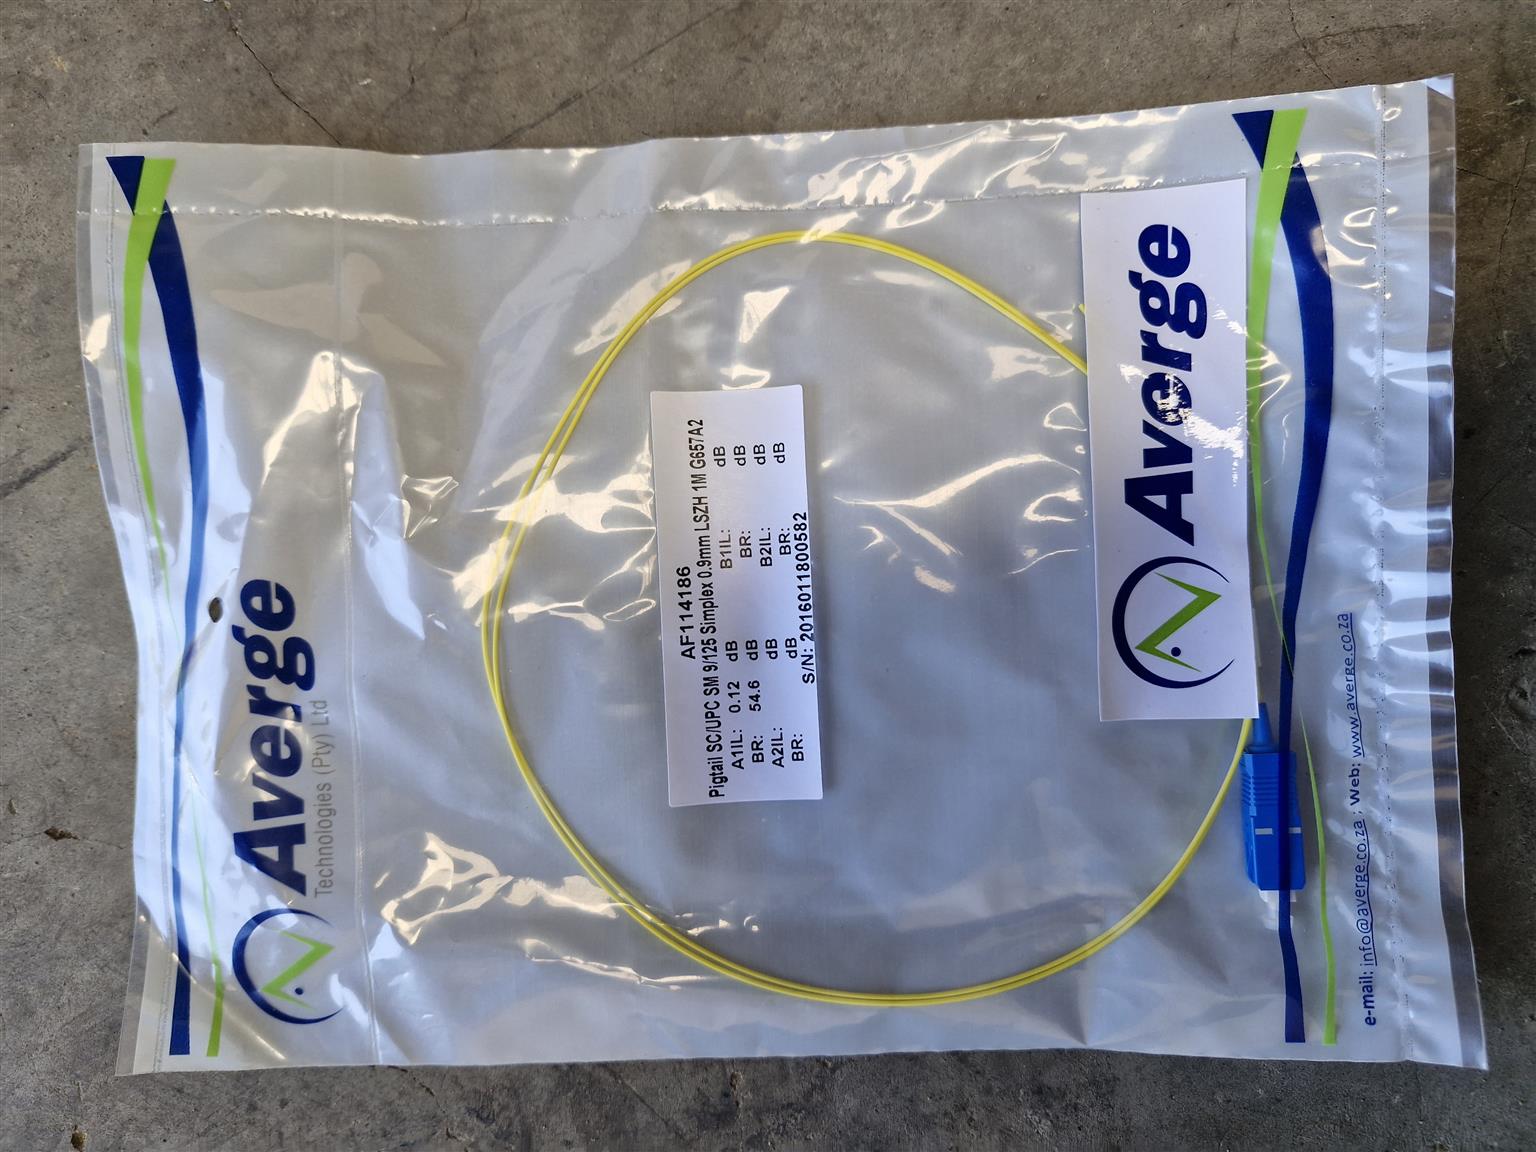 Averge
Technologies (Pty) Ltd
AF114186
Pigtail SC/UPC SM 9/125 Simplex 0.9mm LSZH 1M G657A2
A1IL: 0.12 dB B1IL: dB
BR: 54.6 dB BR: dB
A2IL: dB B2IL: dB
BR: dB BR: dB
S/N: 2016011800582
Averge
e-mail: info@averge.co.za ; Web: www.averge.co.za